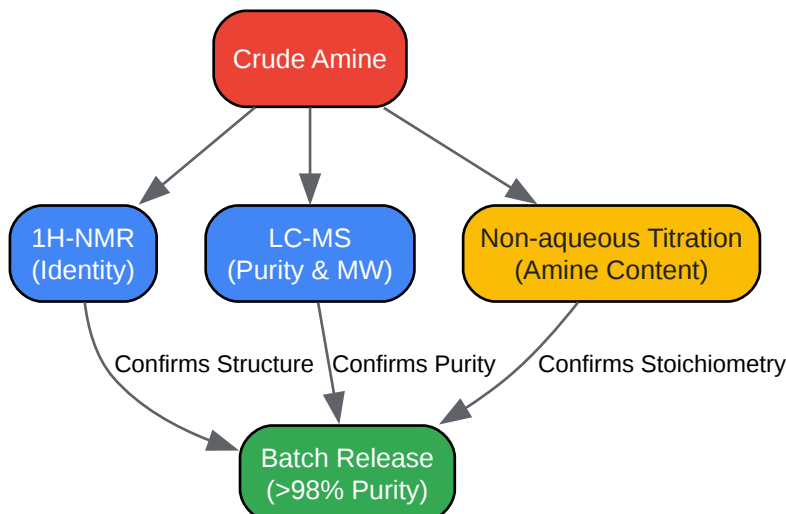 Crude Amine
1H-NMR
(Identity)
LC-MS
(Purity & MW)
Non-aqueous Titration
(Amine Content)
Confirms Structure
Confirms Purity
Confirms Stoichiometry
Batch Release
(>98% Purity)